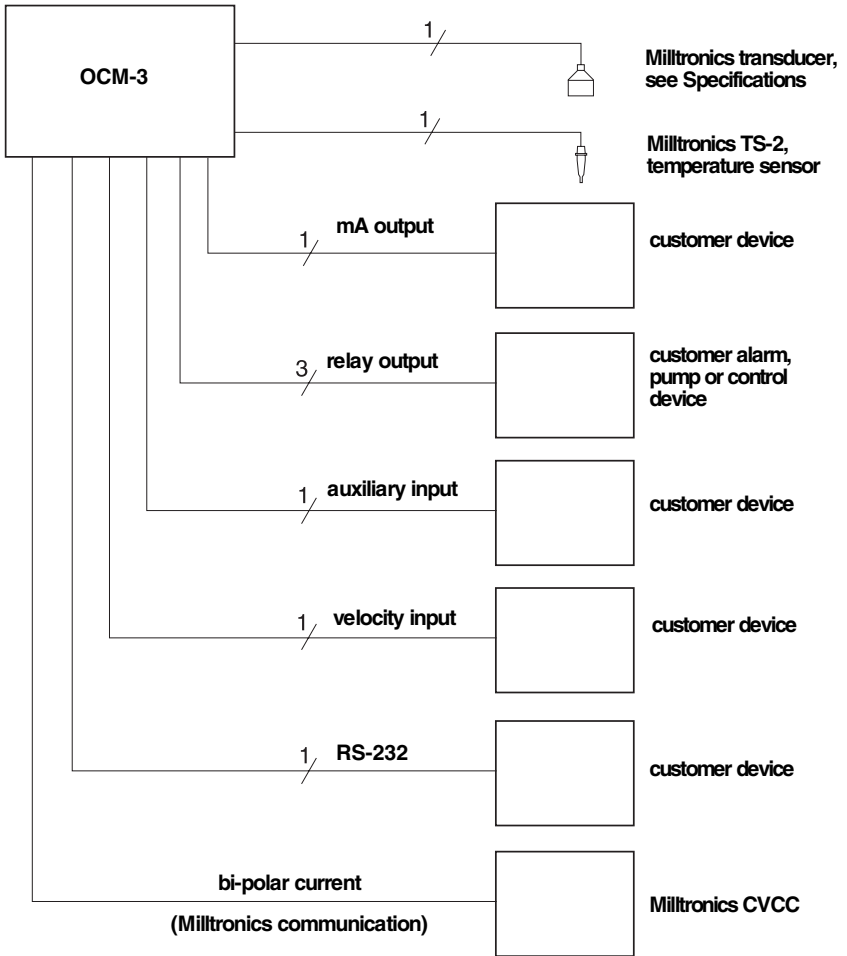 OCM-3
1
Milltronics transducer,
see Specifications
1
Milltronics TS-2,
temperature sensor
1
mA output
customer device
3
relay output
customer alarm,
pump or control
device
1
auxiliary input
customer device
1
velocity input
customer device
1
RS-232
customer device
bi-polar current
(Milltronics communication)
Milltronics CVCC